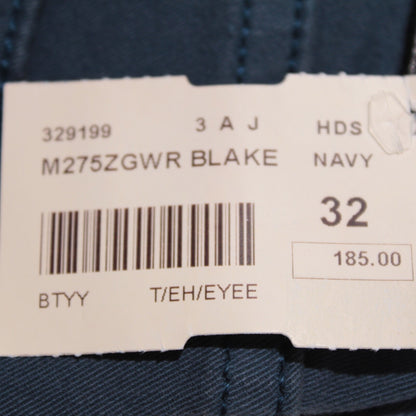 329199 3 A J HDS
M275ZGWR BLAKE NAVY
32
185.00
BTYY T/EH/EYEE